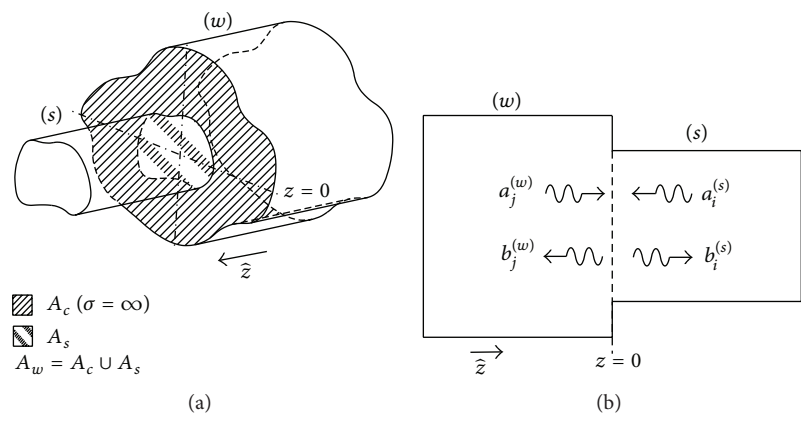 (w)
(s)
z = 0
ẑ
A_c (σ = ∞)
A_s
A_w = A_c ∪ A_s
(a)
(w)
(s)
a_j^(w)
a_i^(s)
b_j^(w)
b_i^(s)
ẑ
z = 0
(b)